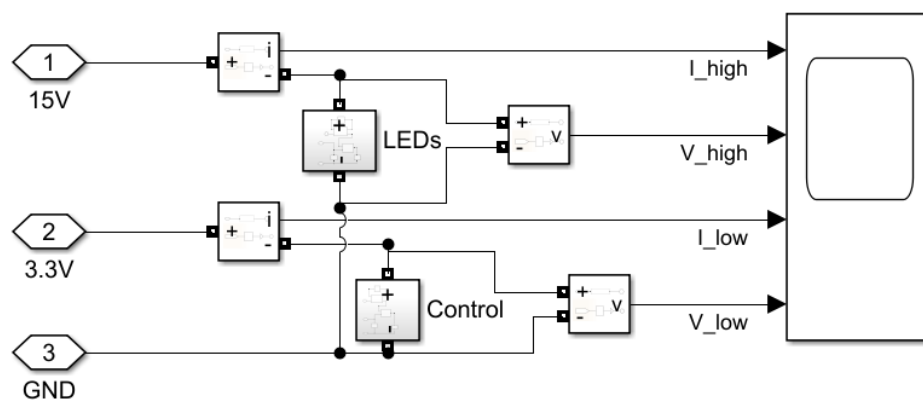 1
15V
+
i
-
I_high
+
-
LEDs
+
-
v
V_high
2
3.3V
+
i
-
I_low
+
-
Control
+
-
v
V_low
3
GND